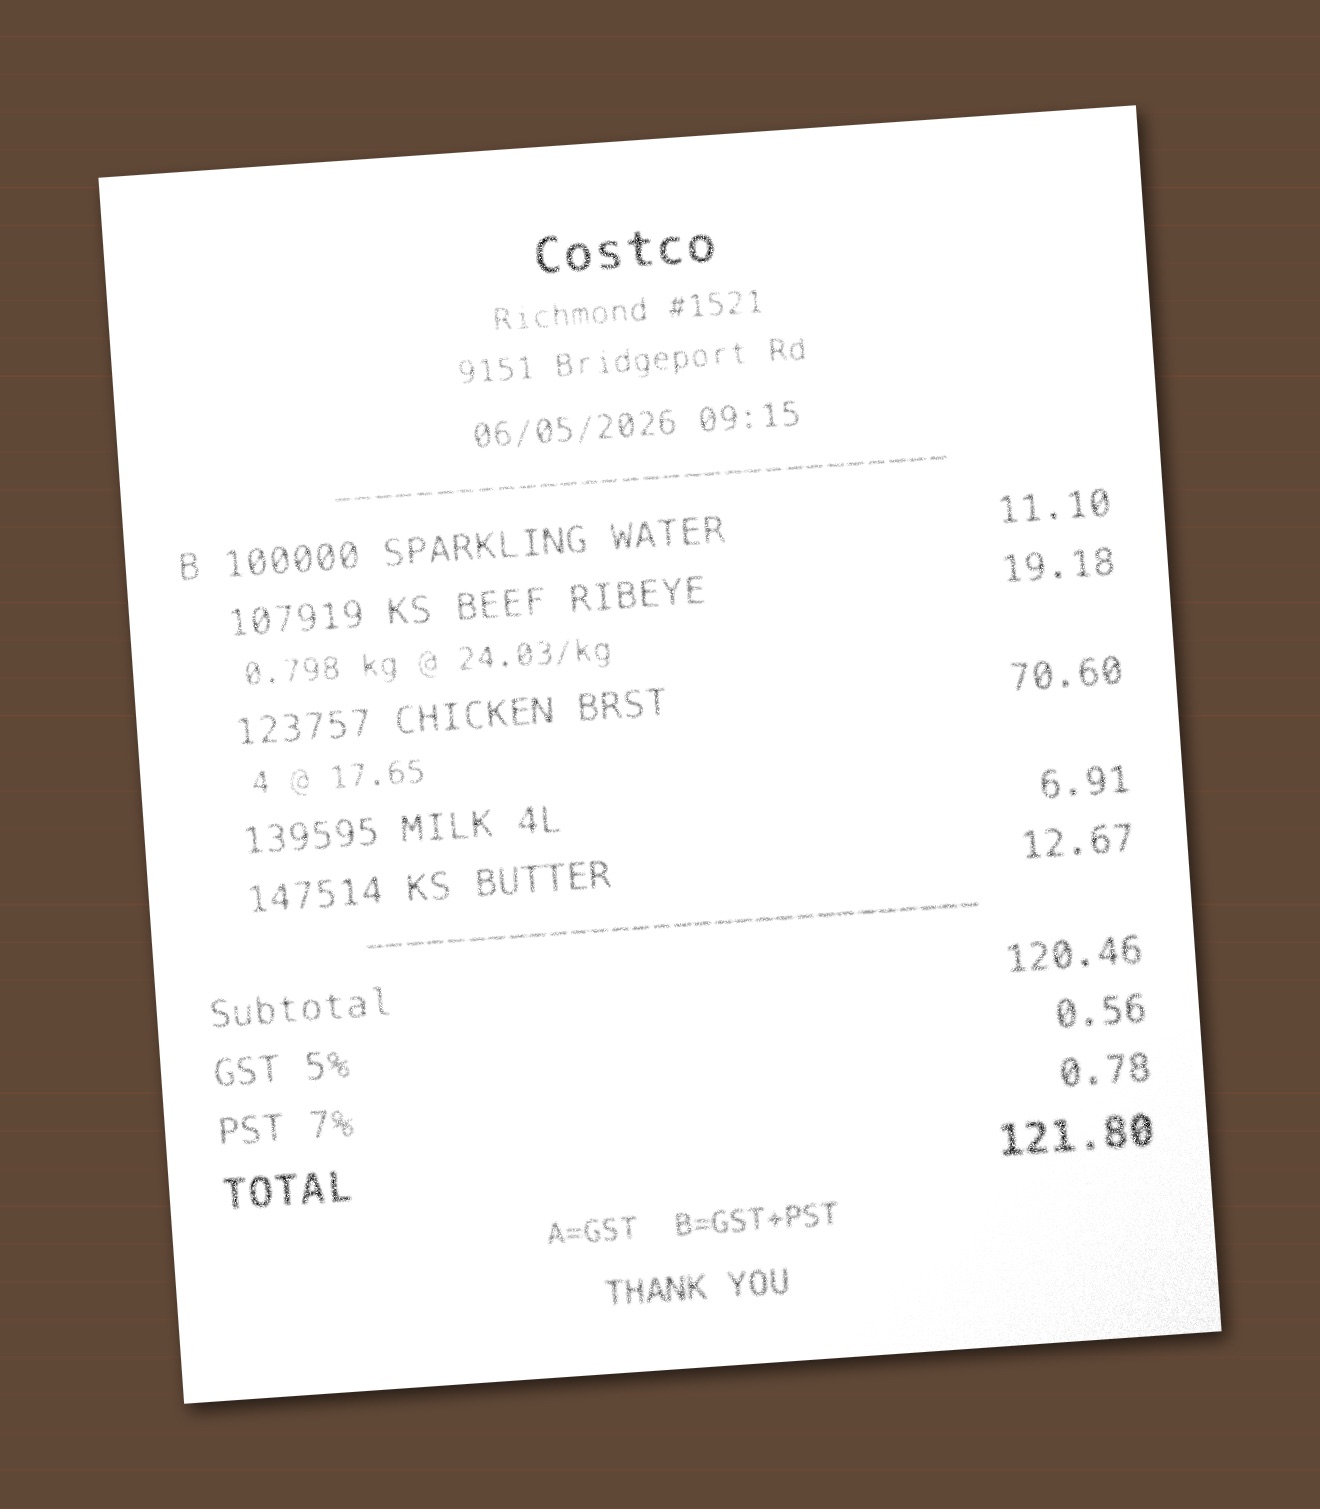 Costco
Richmond #1521
9151 Bridgeport Rd
06/05/2026 09:15
B 100000 SPARKLING WATER 11.10
107919 KS BEEF RIBEYE 19.18
0.798 kg @ 24.03/kg
123757 CHICKEN BRST 70.60
4 @ 17.65
139595 MILK 4L 6.91
147514 KS BUTTER 12.67
Subtotal 120.46
GST 5% 0.56
PST 7% 0.78
TOTAL 121.80
A=GST B=GST+PST
THANK YOU